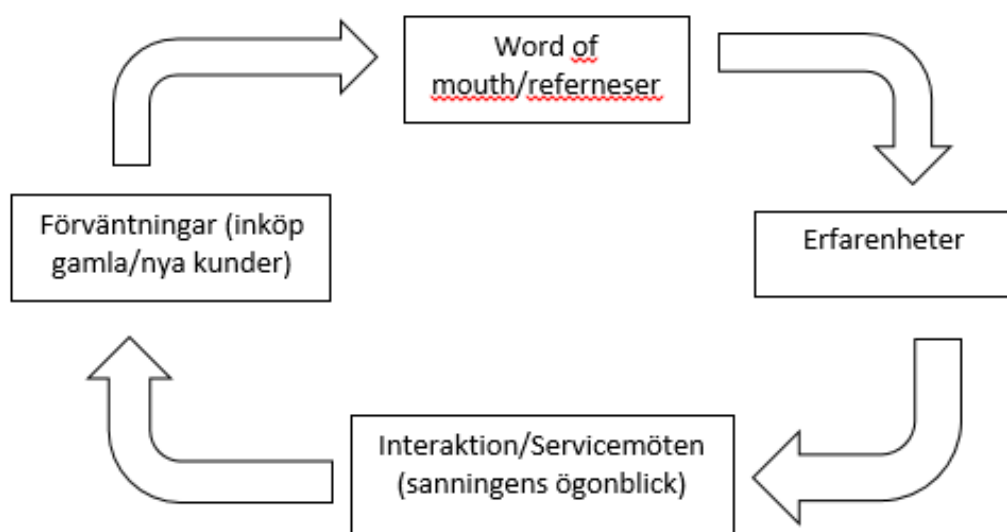 Word of
mouth/referneser
Förväntningar (inköp
gamla/nya kunder)
Erfarenheter
Interaktion/Servicemöten
(sanningens ögonblick)